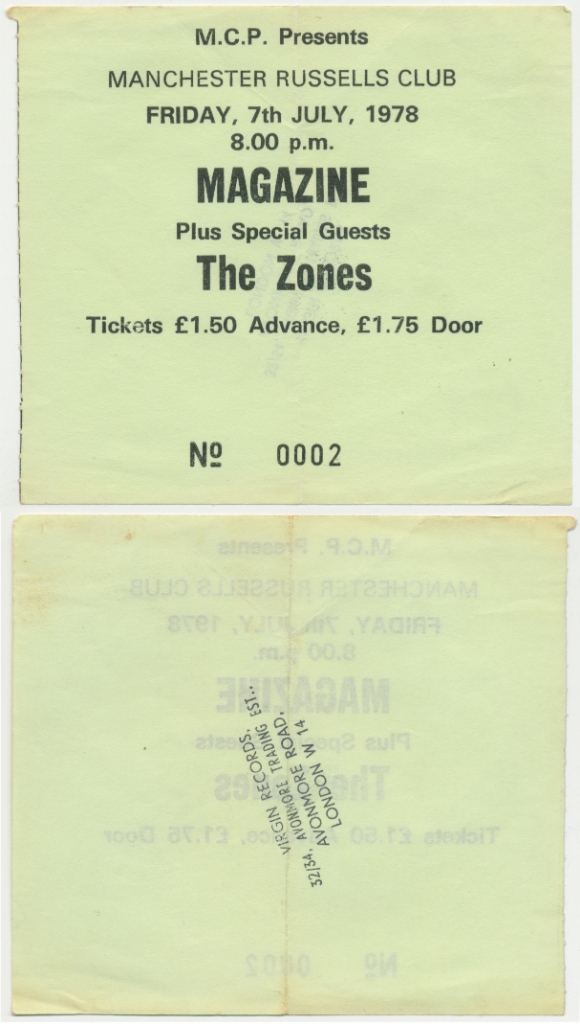 M.C.P. Presents
MANCHESTER RUSSELLS CLUB
FRIDAY, 7th JULY, 1978
8.00 p.m.
MAGAZINE
Plus Special Guests
The Zones
Tickets £1.50 Advance, £1.75 Door
Nº 0002
VIRGIN RECORDS,
32/34, AVONMORE TRADING EST.,
AVONMORE ROAD,
LONDON W 14